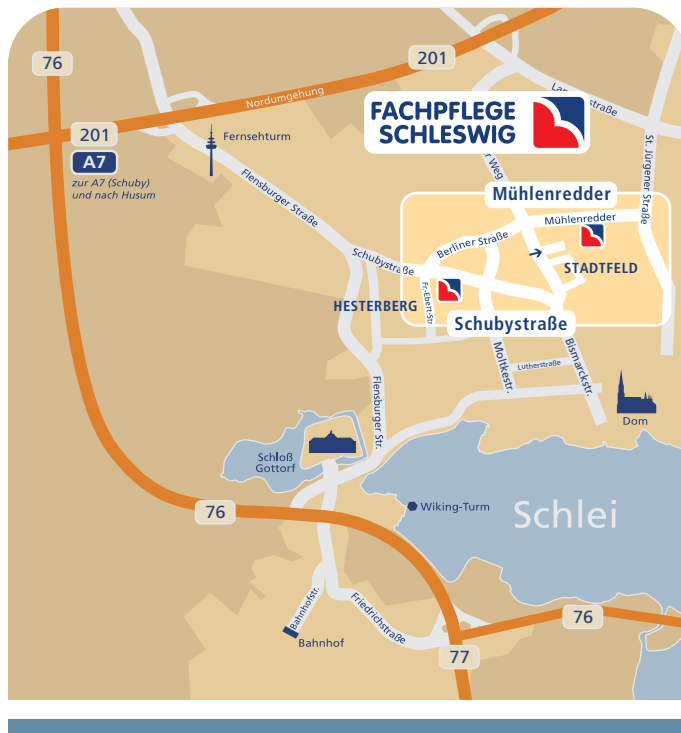 76
201
Nordumgehung
201
A7
zur A7 (Schuby)
und nach Husum
Fernsehturm
FACHPFLEGE
SCHLESWIG
straße
St. Jürgener Straße
Weg
Flensburger Straße
Mühlenredder
Mühlenredder
Berliner Straße
Schubystraße
STADTFELD
HESTERBERG
Fr.-Ebert-Str
Schubystraße
Moltkestr.
Lutherstraße
Bismarckstr.
Flensburger Str.
Dom
Schloß
Gottorf
76
Wiking-Turm
Schlei
Bahnhofstr.
Friedrichstraße
Bahnhof
76
77